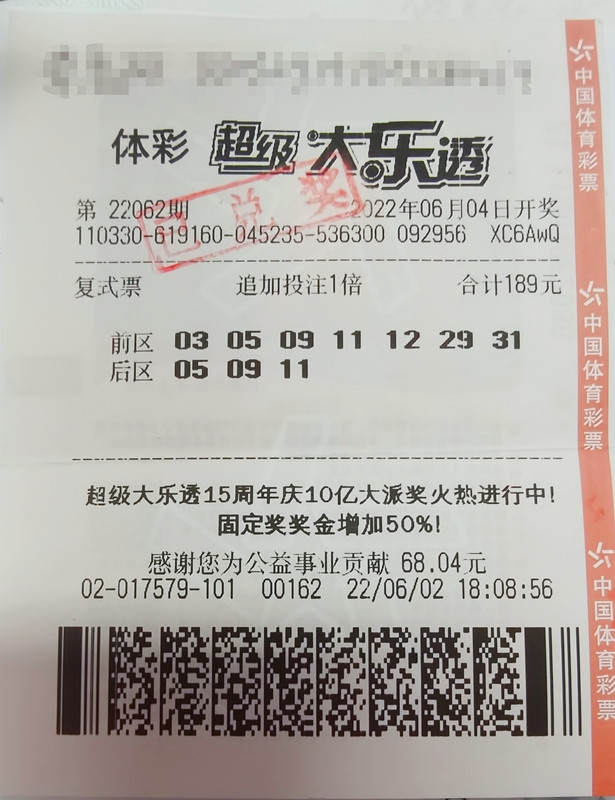 体彩 超级大乐透
第 22062期 2022年06月04日开奖
已兑奖
110330-619160-045235-536300 092956 XC6AwQ
复式票 追加投注1倍 合计189元
前区 03 05 09 11 12 29 31
后区 05 09 11
超级大乐透15周年庆10亿大派奖火热进行中!
固定奖奖金增加50%!
感谢您为公益事业贡献 68.04元
02-017579-101 00162 22/06/02 18:08:56
中国体育彩票
中国体育彩票
中国体育彩票